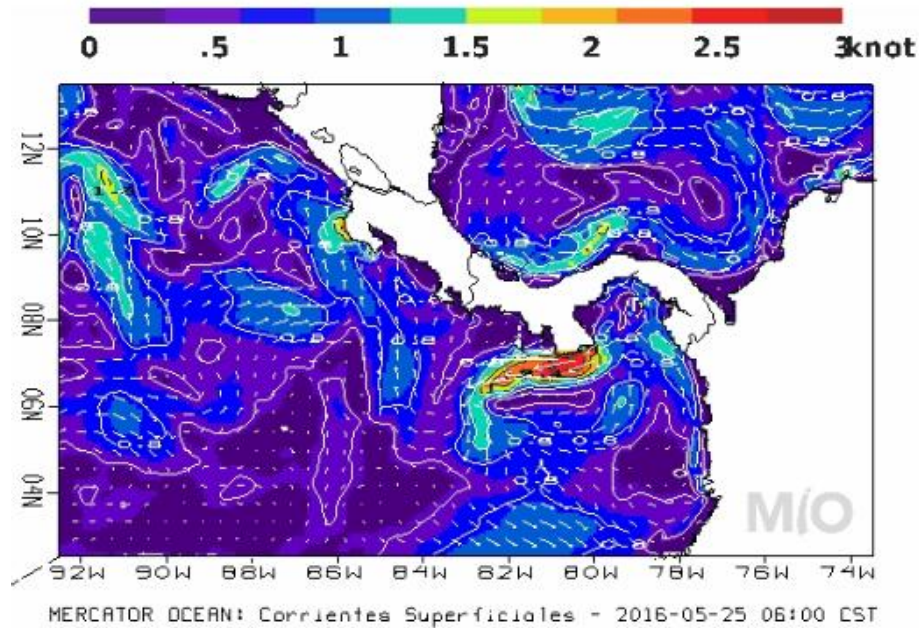 0 .5 1 1.5 2 2.5 3knot
12N
10N
08N
06N
04N
MIO
92W 90W 88W 86W 84W 82W 80W 78W 76W 74W
MERCATOR OCEAN: Corrientes Superficiales - 2016-05-25 06:00 CST